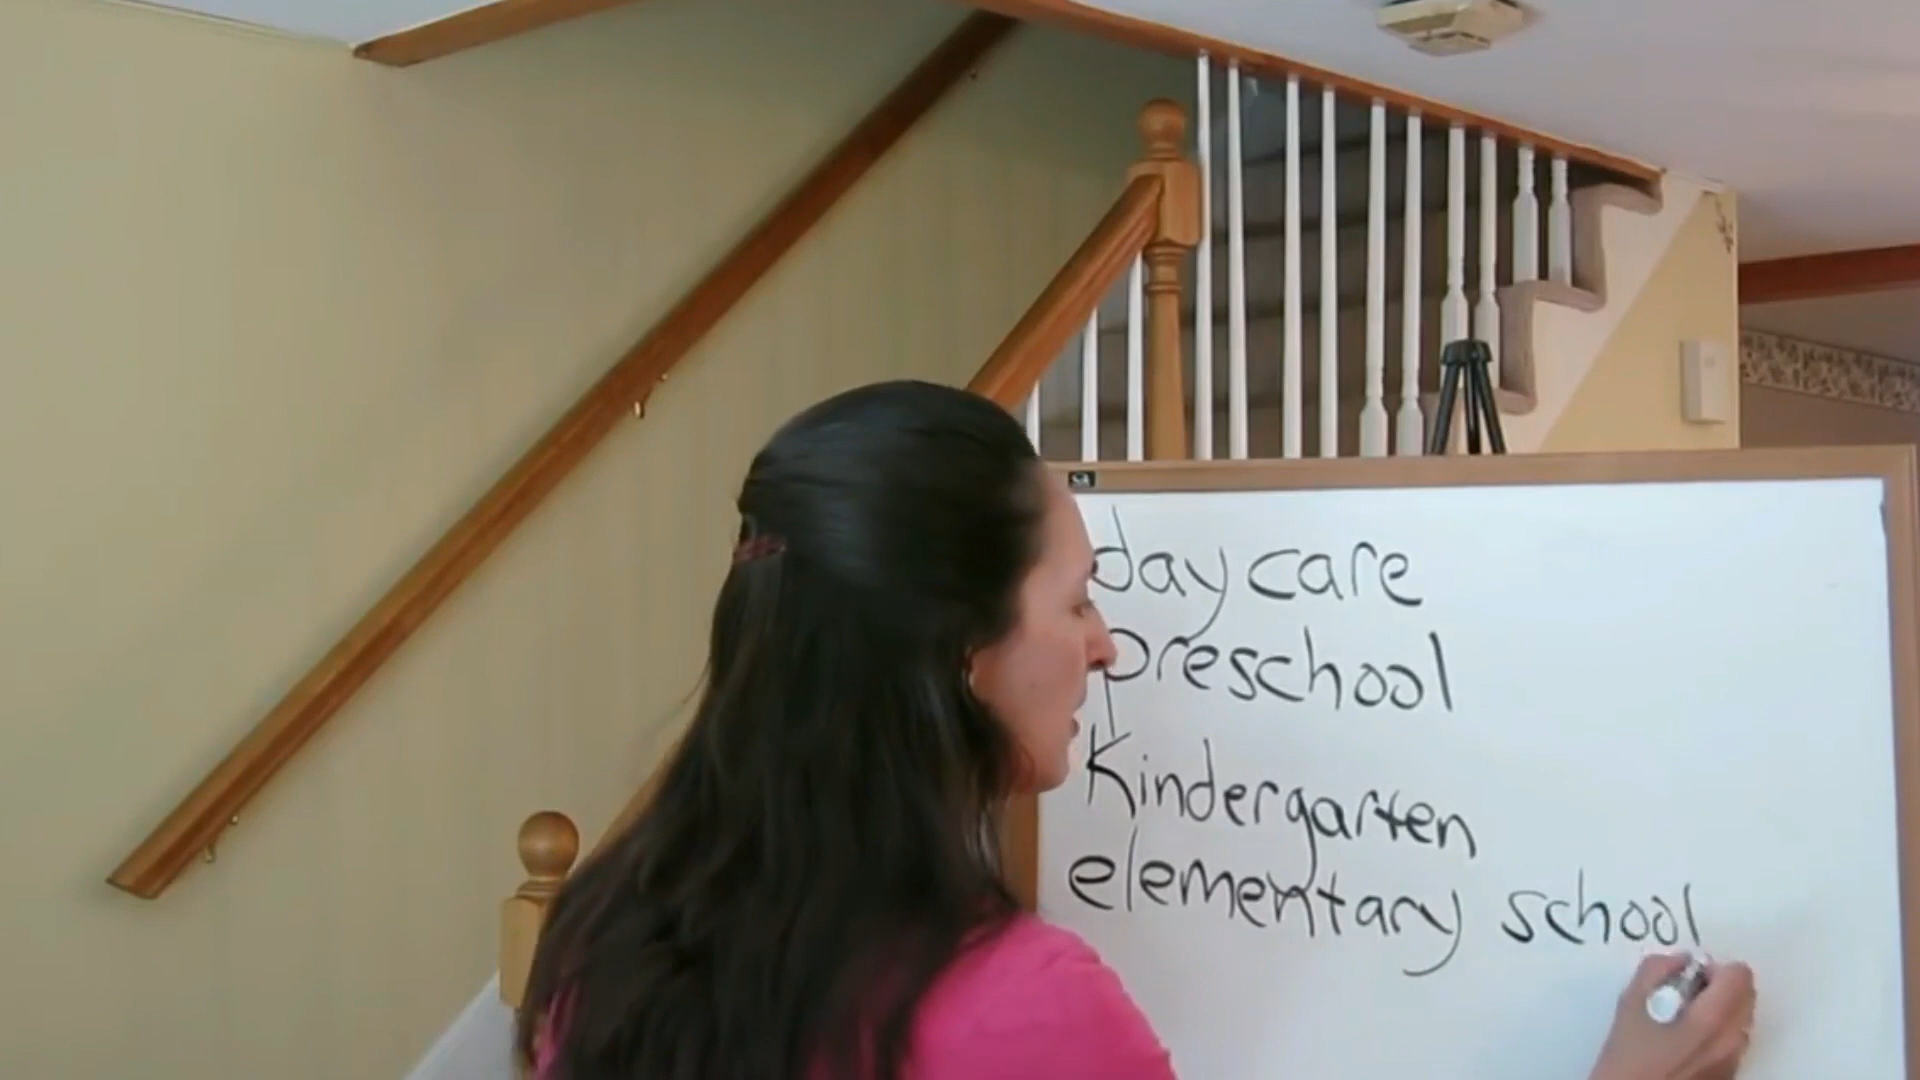 day care
preschool
Kindergarten
elementary school